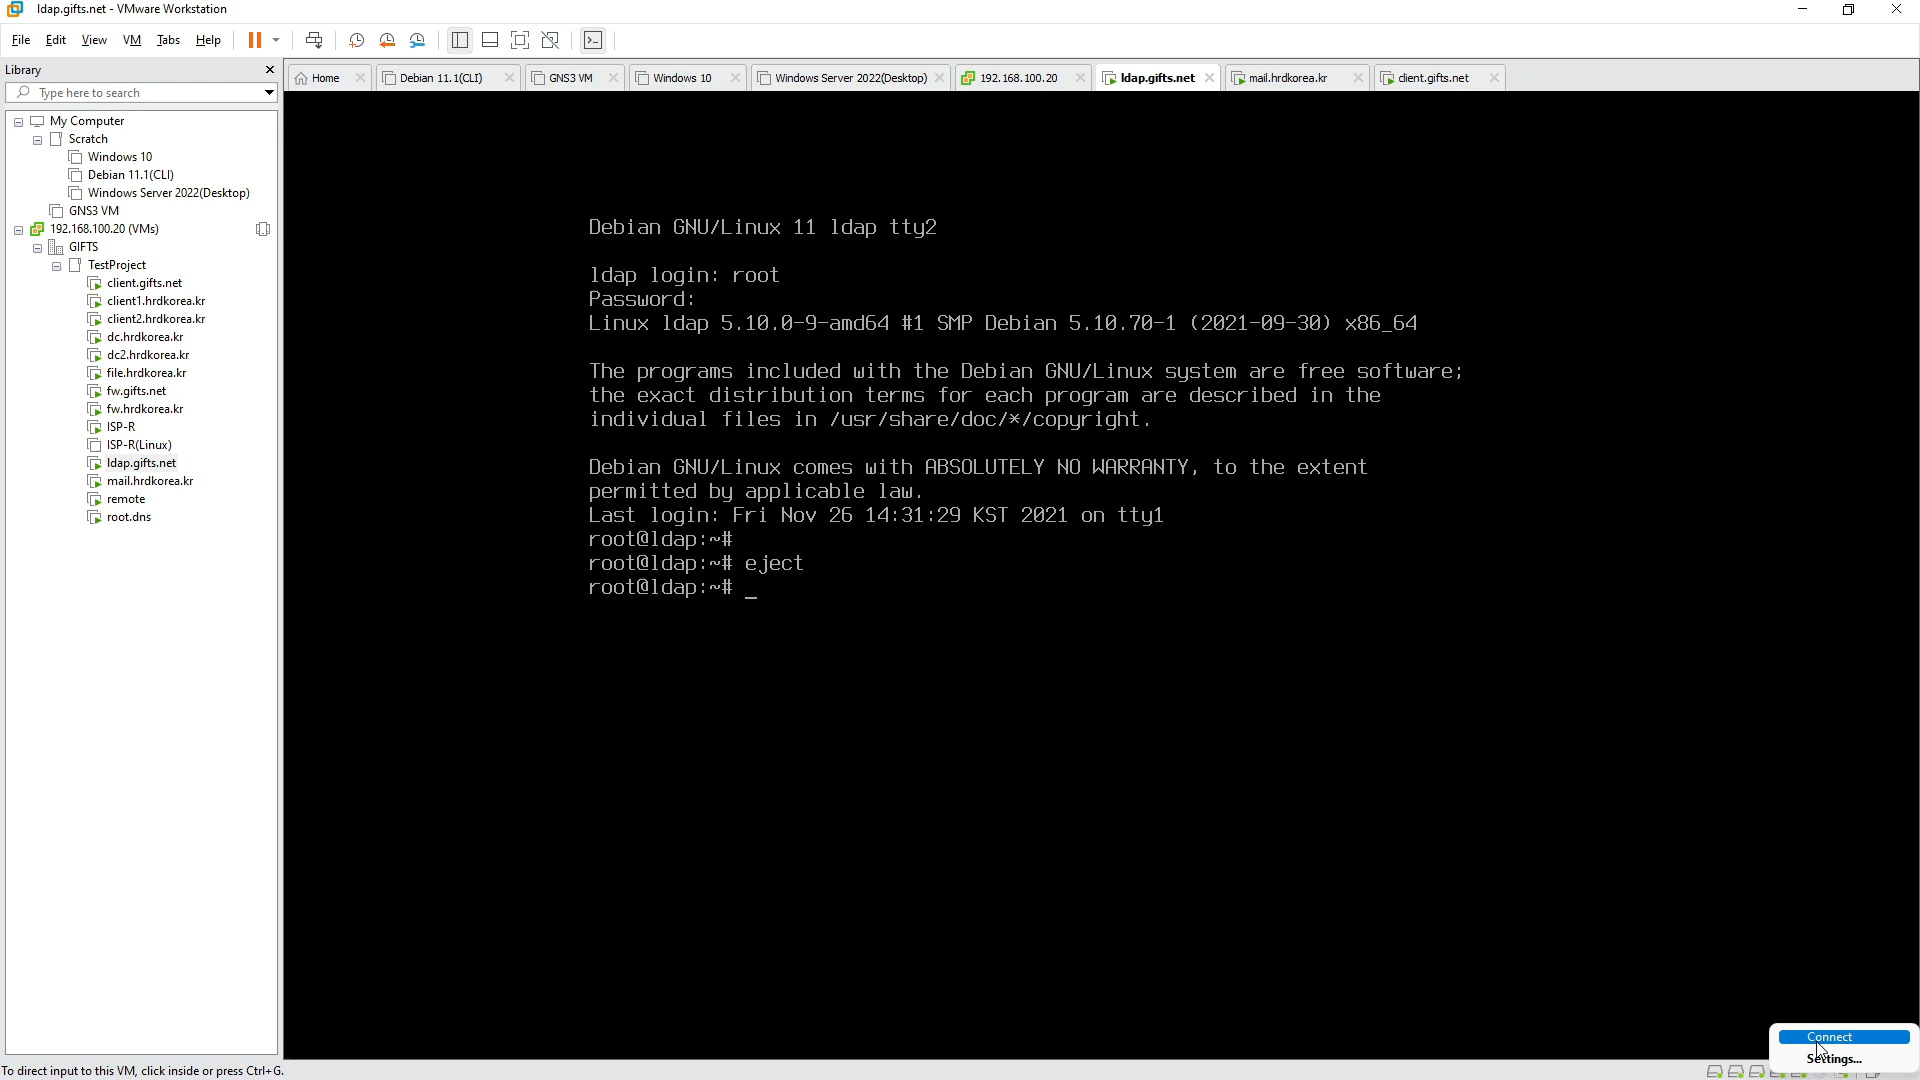 ldap.gifts.net - VMware Workstation
File Edit View VM Tabs Help
Library
Type here to search
Home
Debian 11.1(CLI)
GNS3 VM
Windows 10
Windows Server 2022(Desktop)
192.168.100.20
ldap.gifts.net
mail.hrdkorea.kr
client.gifts.net
My Computer
Scratch
Windows 10
Debian 11.1(CLI)
Windows Server 2022(Desktop)
GNS3 VM
192.168.100.20 (VMs)
GIFTS
TestProject
client.gifts.net
client1.hrdkorea.kr
client2.hrdkorea.kr
dc.hrdkorea.kr
dc2.hrdkorea.kr
file.hrdkorea.kr
fw.gifts.net
fw.hrdkorea.kr
ISP-R
ISP-R(Linux)
ldap.gifts.net
mail.hrdkorea.kr
remote
root.dns
Debian GNU/Linux 11 ldap tty2
ldap login: root
Password:
Linux ldap 5.10.0-9-amd64 #1 SMP Debian 5.10.70-1 (2021-09-30) x86_64
The programs included with the Debian GNU/Linux system are free software;
the exact distribution terms for each program are described in the
individual files in /usr/share/doc/*/copyright.
Debian GNU/Linux comes with ABSOLUTELY NO WARRANTY, to the extent
permitted by applicable law.
Last login: Fri Nov 26 14:31:29 KST 2021 on tty1
root@ldap:~#
root@ldap:~# eject
root@ldap:~# _
Connect
Settings...
To direct input to this VM, click inside or press Ctrl+G.